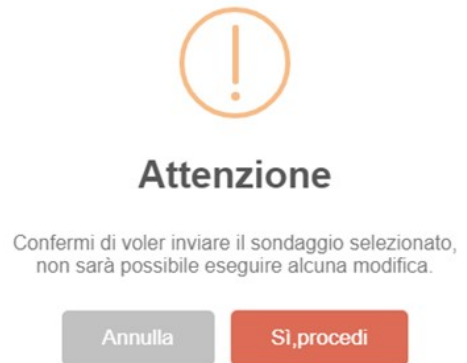 Attenzione
Confermi di voler inviare il sondaggio selezionato,
non sarà possibile eseguire alcuna modifica.
Annulla
Sì,procedi